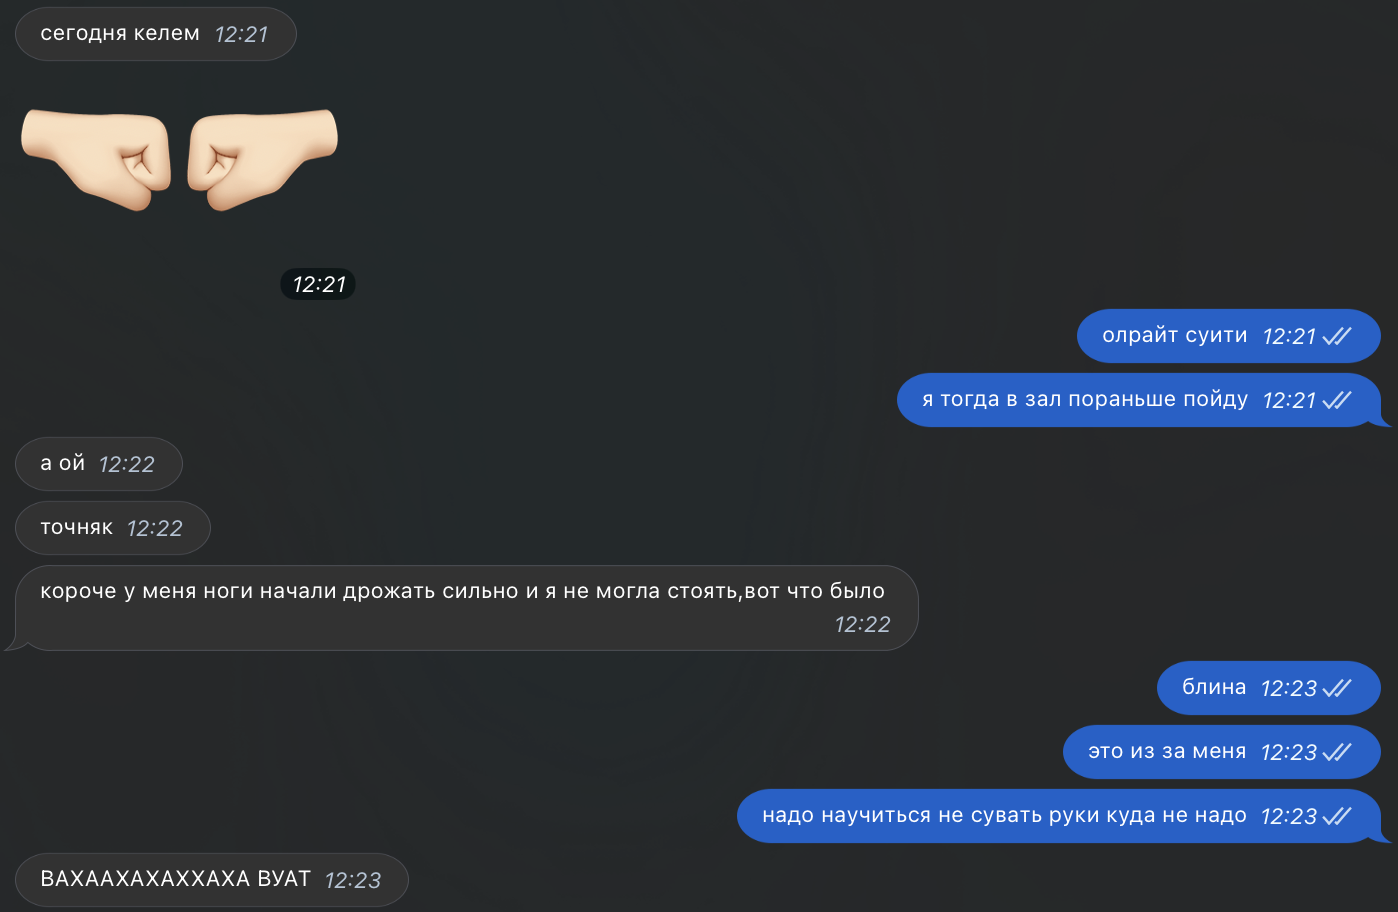 сегодня келем 12:21
12:21
олрайт суити 12:21
я тогда в зал пораньше пойду 12:21
а ой 12:22
точняк 12:22
короче у меня ноги начали дрожать сильно и я не могла стоять,вот что было
12:22
блина 12:23
это из за меня 12:23
надо научиться не сувать руки куда не надо 12:23
ВАХААХАХАХХАХА ВУАТ 12:23